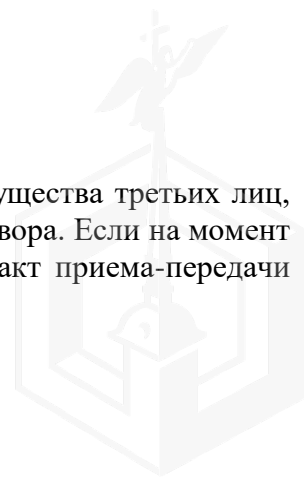 ущества третьих лиц,
вора. Если на момент
акт приема-передачи